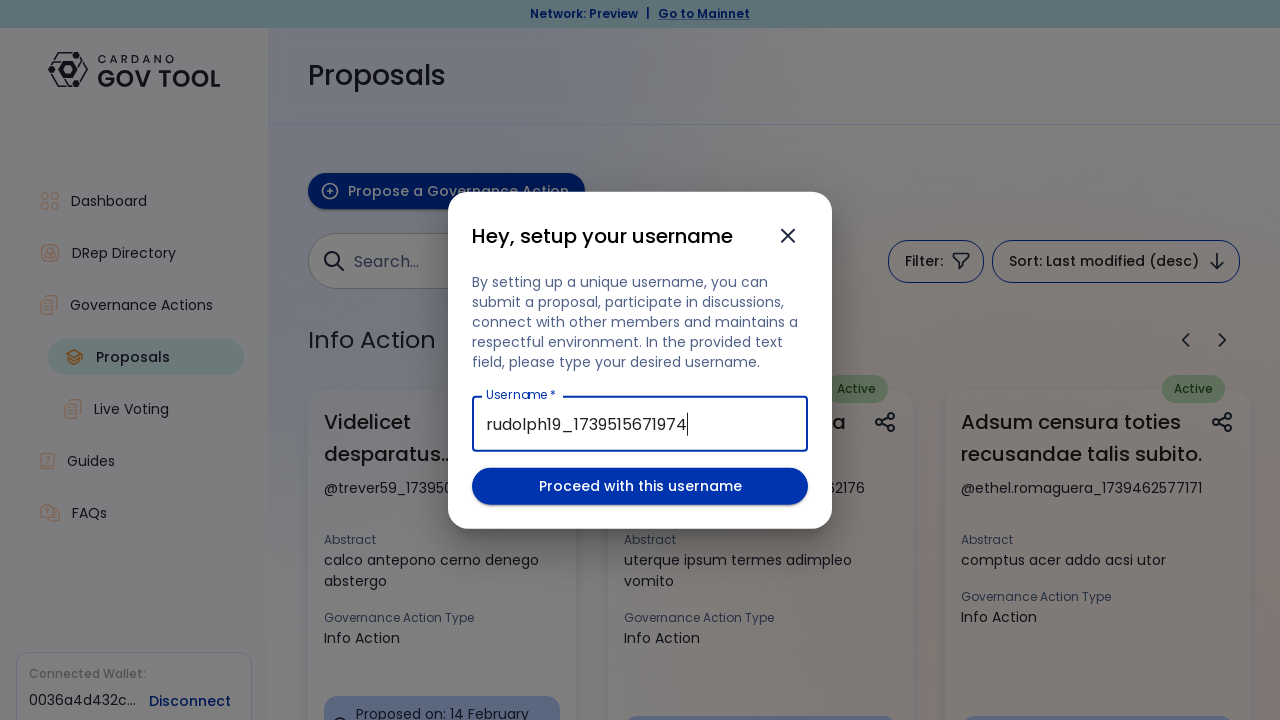 Network: Preview | Go to Mainnet
CARDANO
GOV TOOL
Dashboard
DRep Directory
Governance Actions
Proposals
Live Voting
Guides
FAQs
Connected Wallet:
0036a4d432c... Disconnect
Proposals
Propose a Governance Action
Search...
Filter:
Sort: Last modified (desc)
Info Action
Hey, setup your username
By setting up a unique username, you can
submit a proposal, participate in discussions,
connect with other members and maintains a
respectful environment. In the provided text
field, please type your desired username.
Username *
rudolph19_1739515671974
Proceed with this username
Videlicet
desparatus...
Abstract
calco antepono cerno denego
abstergo
Governance Action Type
Info Action
Proposed on: 14 February
Active
Abstract
uterque ipsum termes adimpleo
vomito
Governance Action Type
Info Action
Active
Adsum censura toties
recusandae talis subito.
@ethel.romaguera_1739462577171
Abstract
comptus acer addo acsi utor
Governance Action Type
Info Action